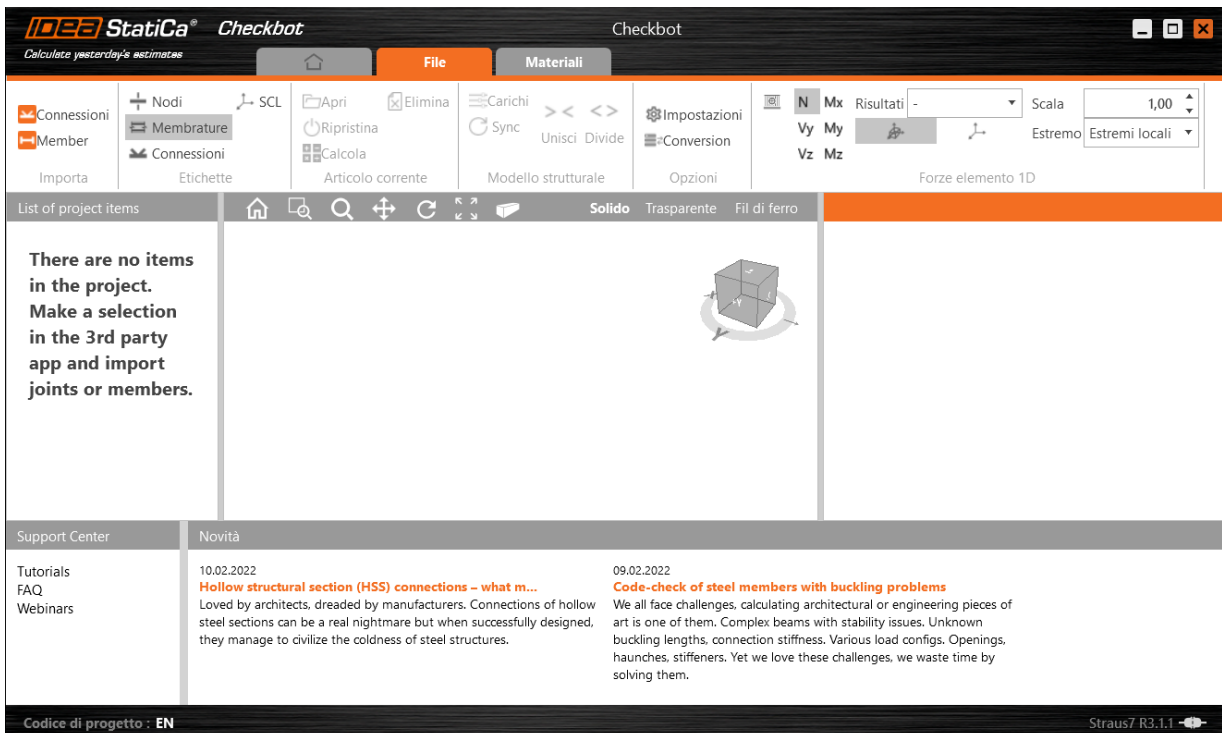 IDEA StatiCa® Checkbot
Checkbot
Calculate yesterday's estimates
File
Materiali
Connessioni
Member
Importa
Nodi
SCL
Membrature
Connessioni
Etichette
Apri
Elimina
Ripristina
Calcola
Articolo corrente
Carichi
Sync
> < < >
Unisci Divide
Modello strutturale
Impostazioni
Conversion
Opzioni
N Mx Risultati - Scala 1,00
Vy My Estremo Estremi locali
Vz Mz
Forze elemento 1D
List of project items
Solido Trasparente Fil di ferro
There are no items
in the project.
Make a selection
in the 3rd party
app and import
joints or members.
-Y
Y
Support Center
Tutorials
FAQ
Webinars
Novità
10.02.2022
Hollow structural section (HSS) connections – what m...
Loved by architects, dreaded by manufacturers. Connections of hollow
steel sections can be a real nightmare but when successfully designed,
they manage to civilize the coldness of steel structures.
09.02.2022
Code-check of steel members with buckling problems
We all face challenges, calculating architectural or engineering pieces of
art is one of them. Complex beams with stability issues. Unknown
buckling lengths, connection stiffness. Various load configs. Openings,
haunches, stiffeners. Yet we love these challenges, we waste time by
solving them.
Codice di progetto : EN
Straus7 R3.1.1